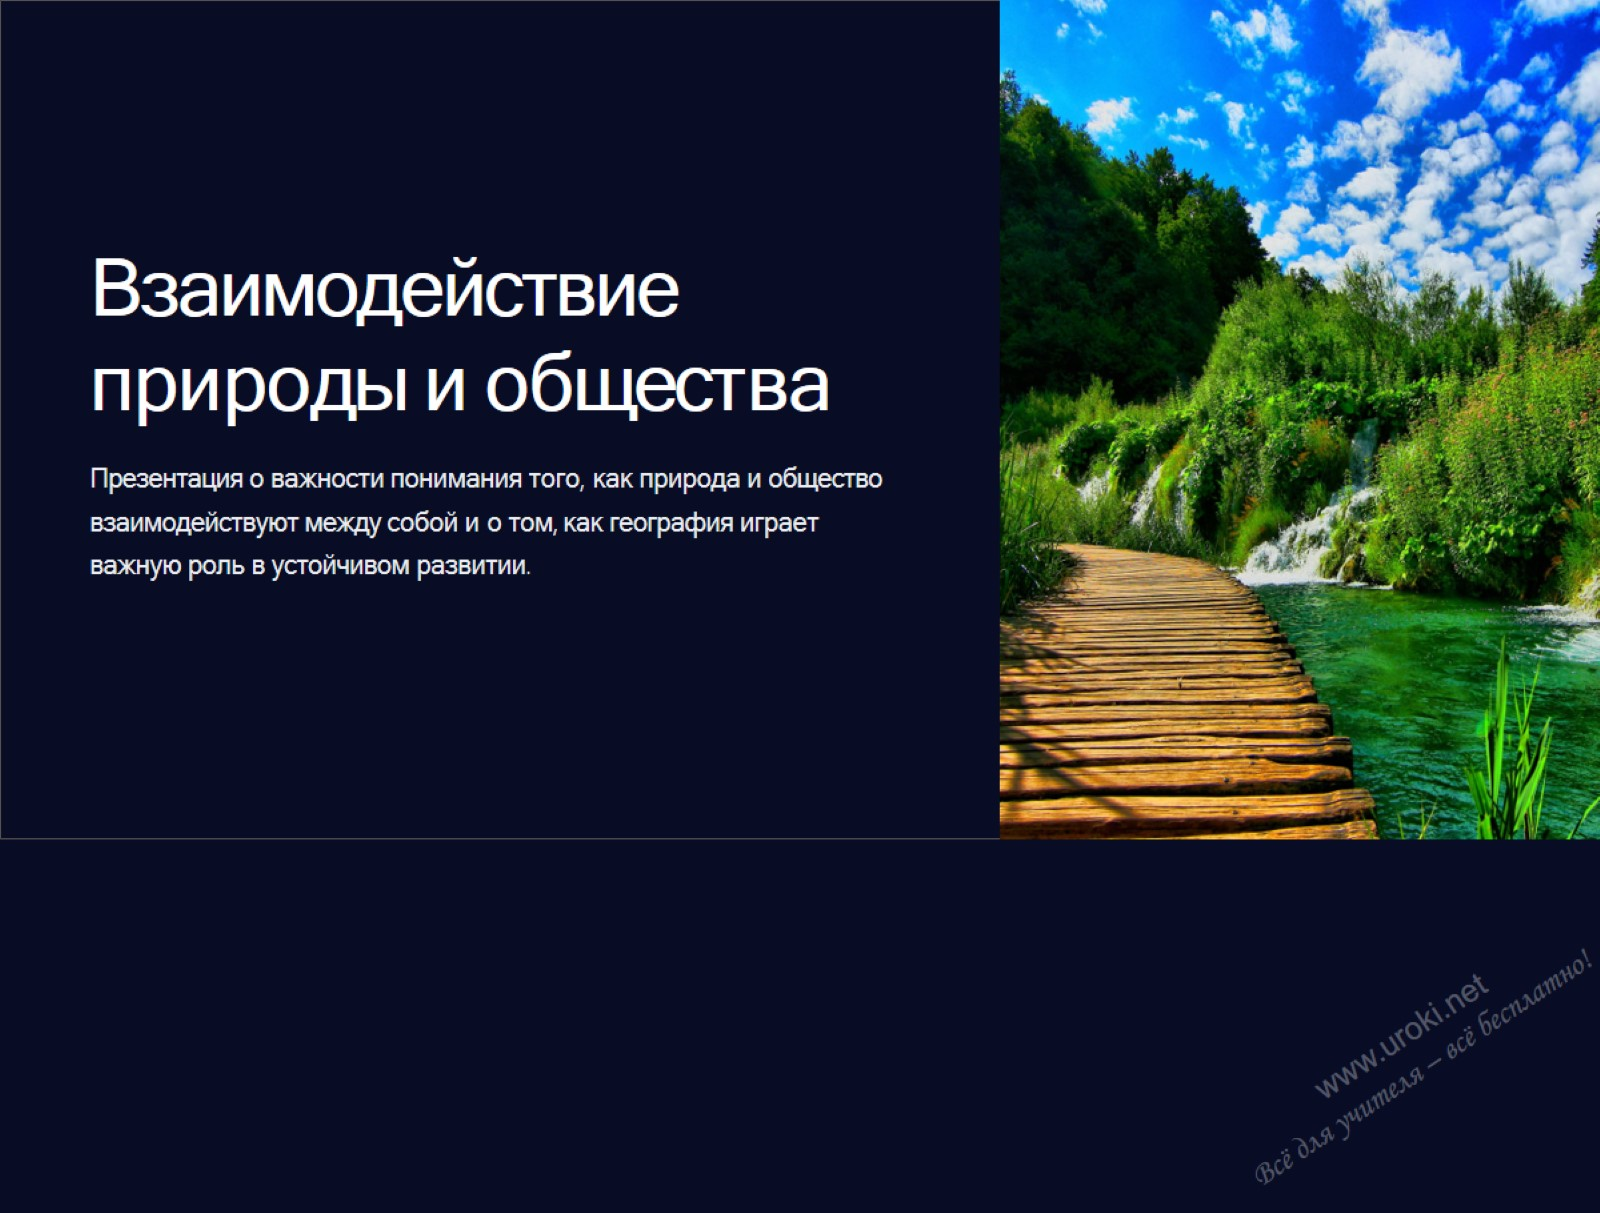 Взаимодействие
природы и общества
Презентация о важности понимания того, как природа и общество
взаимодействуют между собой и о том, как география играет
важную роль в устойчивом развитии.
www.uroki.net
Всё для учителя – всё бесплатно!